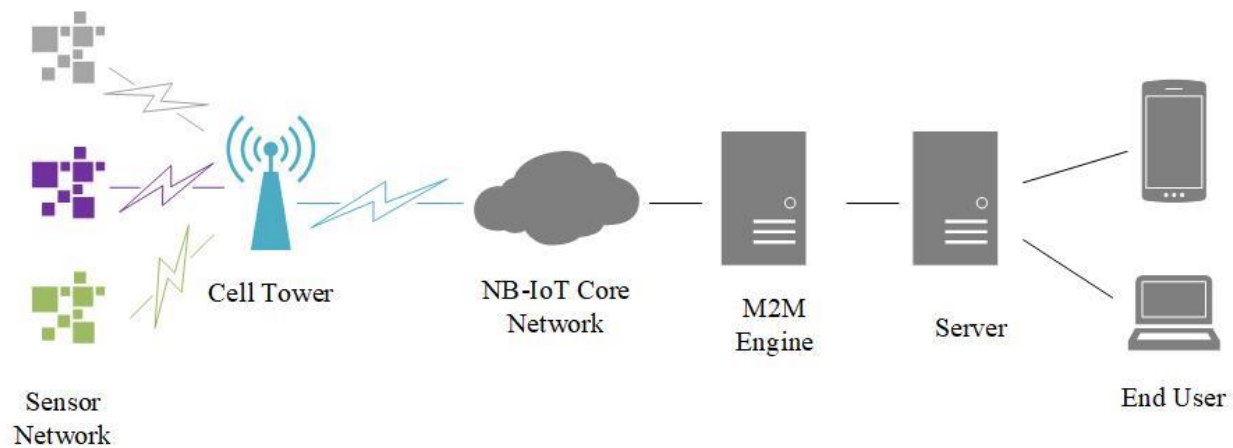 Cell Tower
NB-IoT Core
Network
M2M
Engine
Server
End User
Sensor
Network